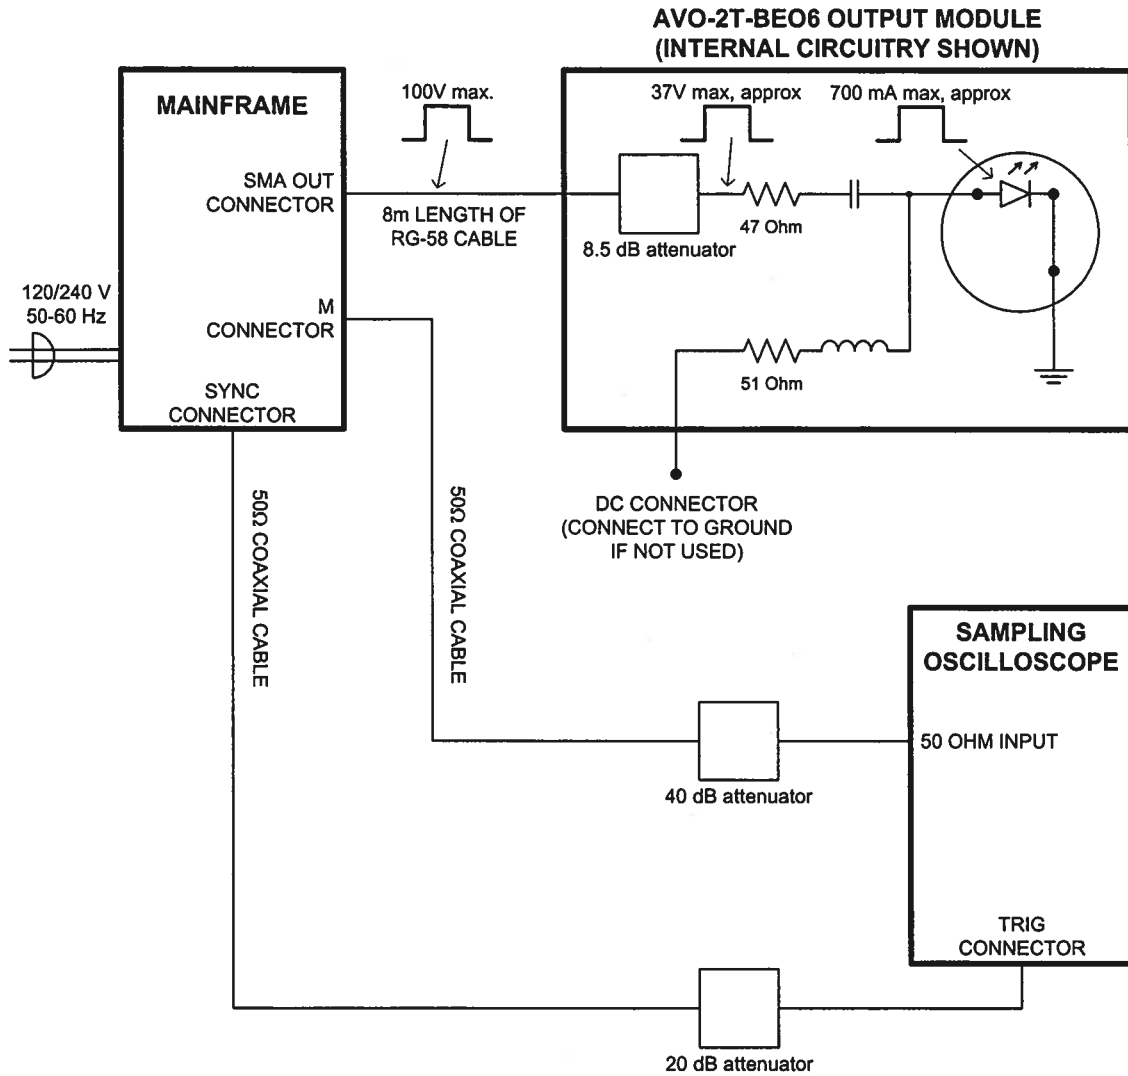 AVO-2T-BEO6 OUTPUT MODULE
(INTERNAL CIRCUITRY SHOWN)
MAINFRAME
100V max.
37V max, approx
700 mA max, approx
SMA OUT
CONNECTOR
8m LENGTH OF
RG-58 CABLE
8.5 dB attenuator
47 Ohm
120/240 V
50-60 Hz
M
CONNECTOR
51 Ohm
SYNC
CONNECTOR
DC CONNECTOR
(CONNECT TO GROUND
IF NOT USED)
50Ω COAXIAL CABLE
50Ω COAXIAL CABLE
SAMPLING
OSCILLOSCOPE
50 OHM INPUT
40 dB attenuator
TRIG
CONNECTOR
20 dB attenuator